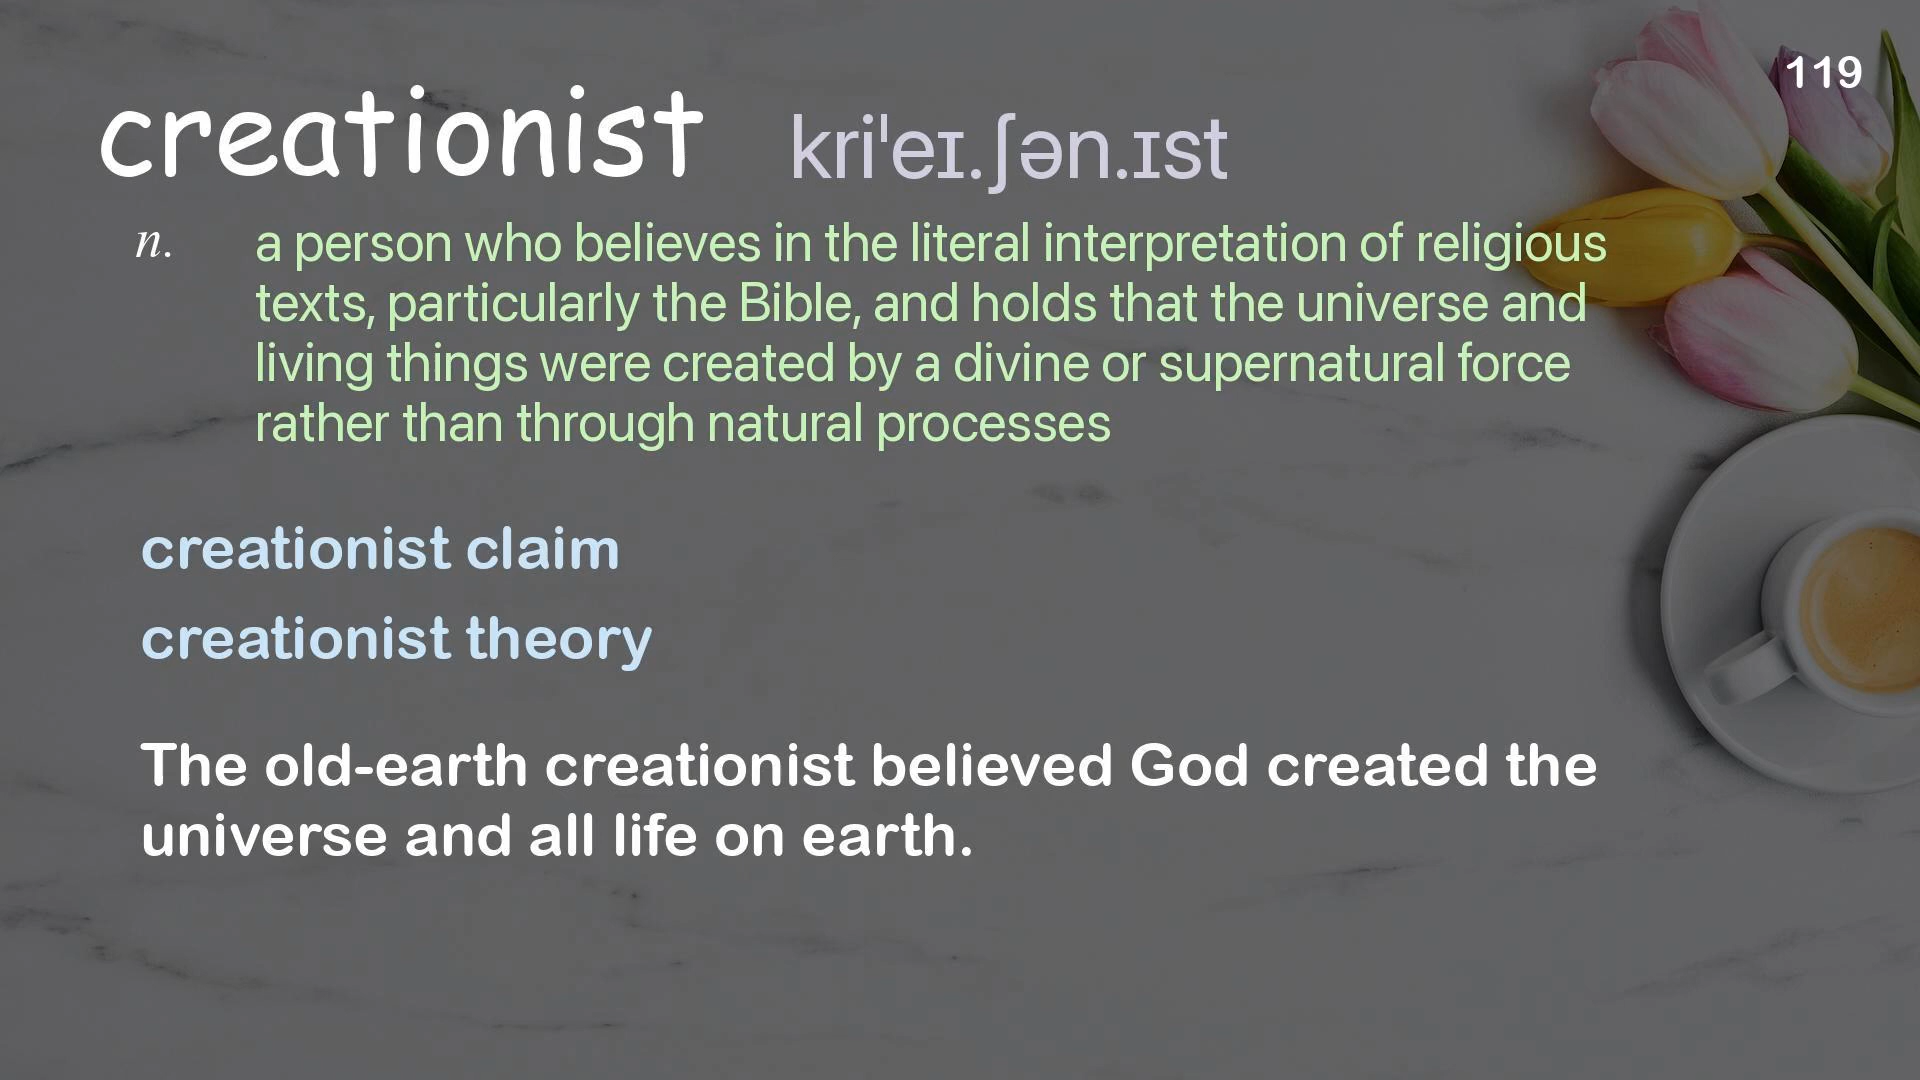 119
creationist kriˈeɪ.ʃən.ɪst
n. a person who believes in the literal interpretation of religious
texts, particularly the Bible, and holds that the universe and
living things were created by a divine or supernatural force
rather than through natural processes
creationist claim
creationist theory
The old-earth creationist believed God created the
universe and all life on earth.